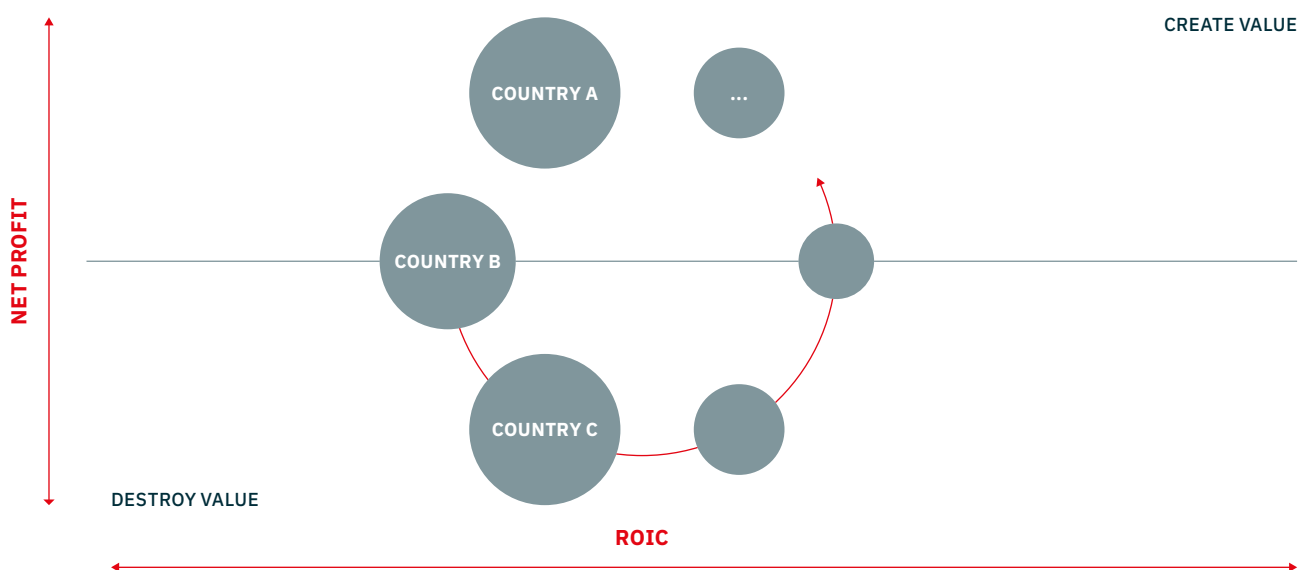 CREATE VALUE
COUNTRY A
...
NET PROFIT
COUNTRY B
COUNTRY C
DESTROY VALUE
ROIC